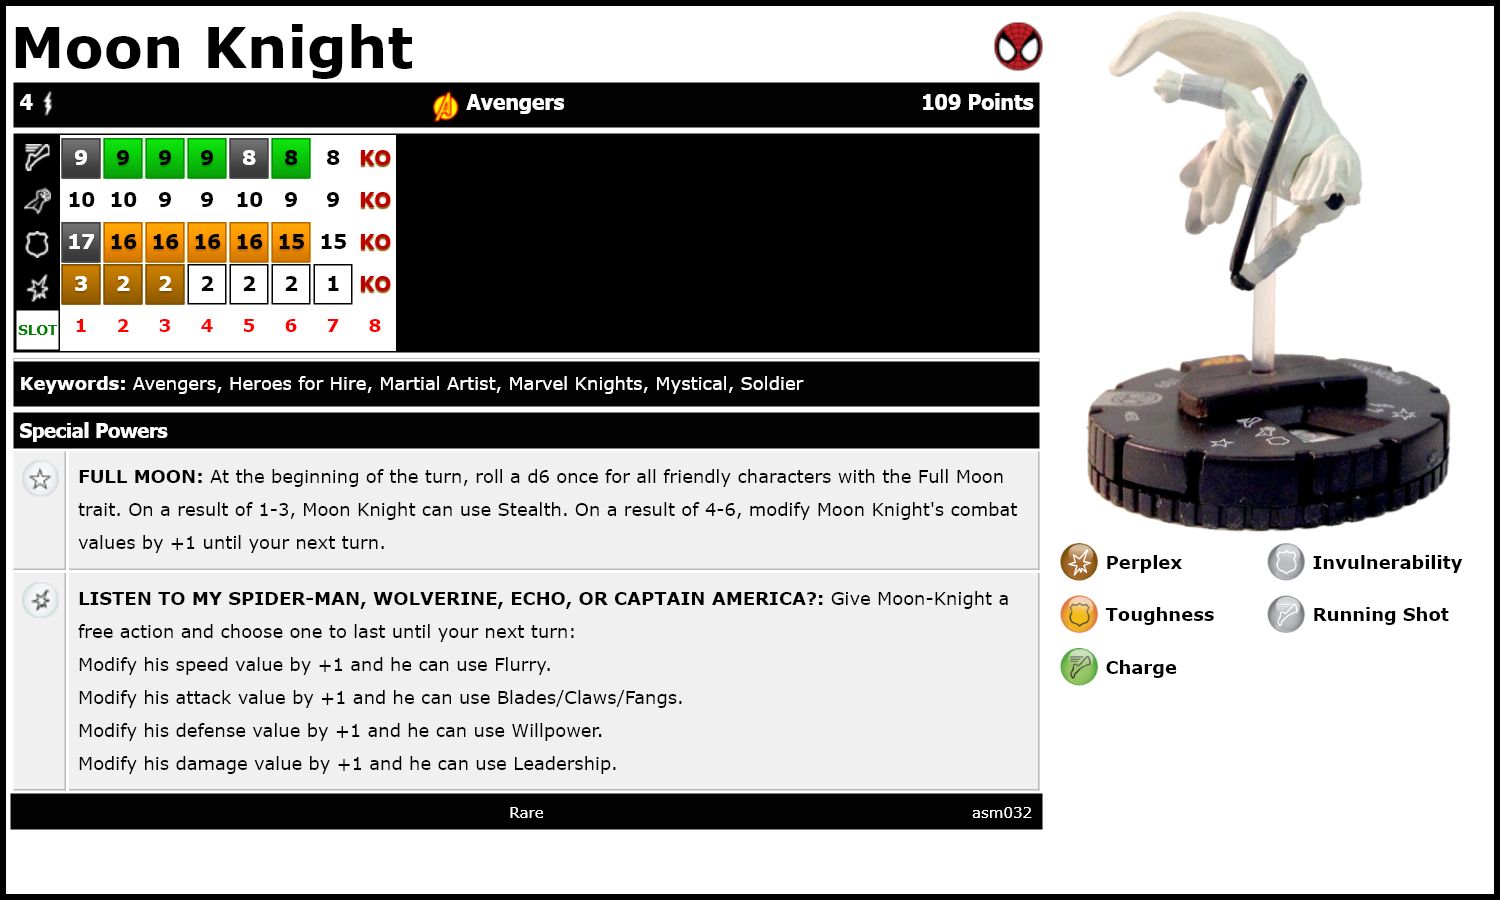 Moon Knight
4 Avengers 109 Points
9 9 9 9 8 8 8 KO
10 10 9 9 10 9 9 KO
17 16 16 16 16 15 15 KO
3 2 2 2 2 2 1 KO
SLOT 1 2 3 4 5 6 7 8
Keywords: Avengers, Heroes for Hire, Martial Artist, Marvel Knights, Mystical, Soldier
Special Powers
FULL MOON: At the beginning of the turn, roll a d6 once for all friendly characters with the Full Moon
trait. On a result of 1-3, Moon Knight can use Stealth. On a result of 4-6, modify Moon Knight's combat
values by +1 until your next turn.
LISTEN TO MY SPIDER-MAN, WOLVERINE, ECHO, OR CAPTAIN AMERICA?: Give Moon-Knight a
free action and choose one to last until your next turn:
Modify his speed value by +1 and he can use Flurry.
Modify his attack value by +1 and he can use Blades/Claws/Fangs.
Modify his defense value by +1 and he can use Willpower.
Modify his damage value by +1 and he can use Leadership.
Rare asm032
Perplex Invulnerability
Toughness Running Shot
Charge